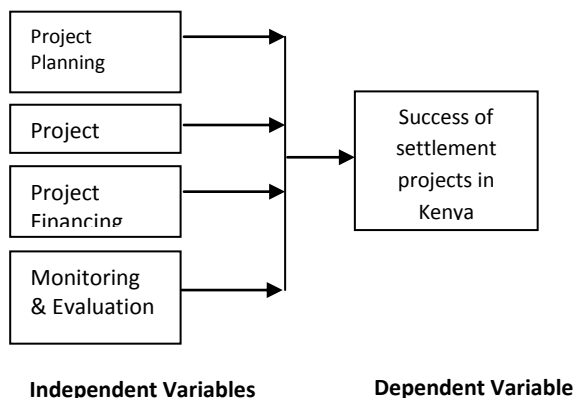 Project
Planning
Project
Project
Financing
Monitoring
& Evaluation
Success of
settlement
projects in
Kenya
Independent Variables
Dependent Variable